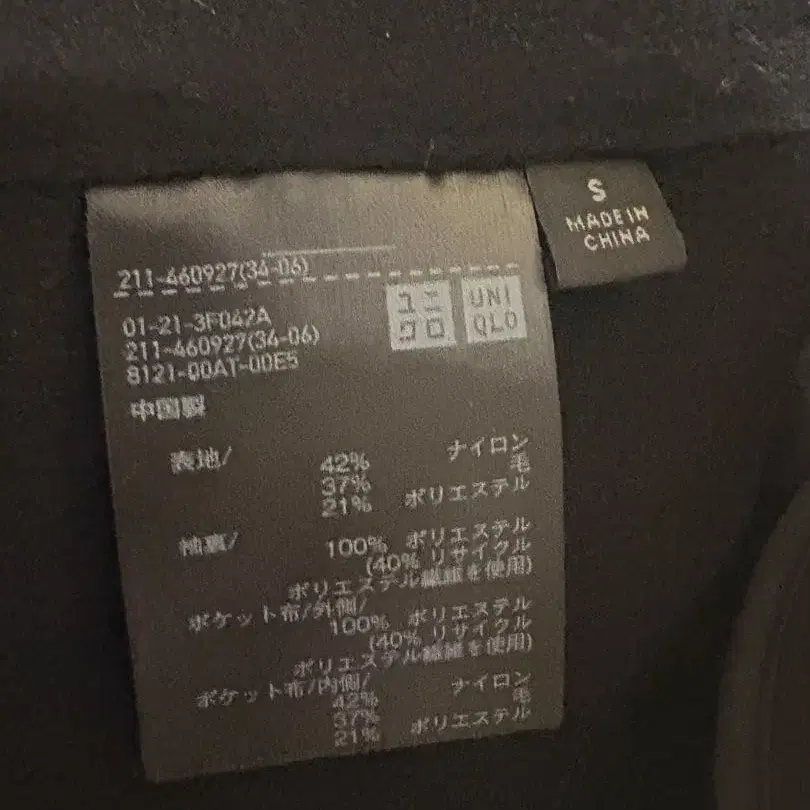 211-460927(34-06)
ユニ
クロ
UNI
QLO
01-21-3F042A
211-460927(34-06)
8121-00AT-00E5
中国製
表地/
42% ナイロン
37% 毛
21% ポリエステル
袖裏/
100% ポリエステル
(40% リサイクル
ポリエステル繊維を使用)
ポケット布/外側/
100% ポリエステル
(40% リサイクル
ポリエステル繊維を使用)
ポケット布/内側/
42% ナイロン
37% 毛
21% ポリエステル
S
MADE IN
CHINA